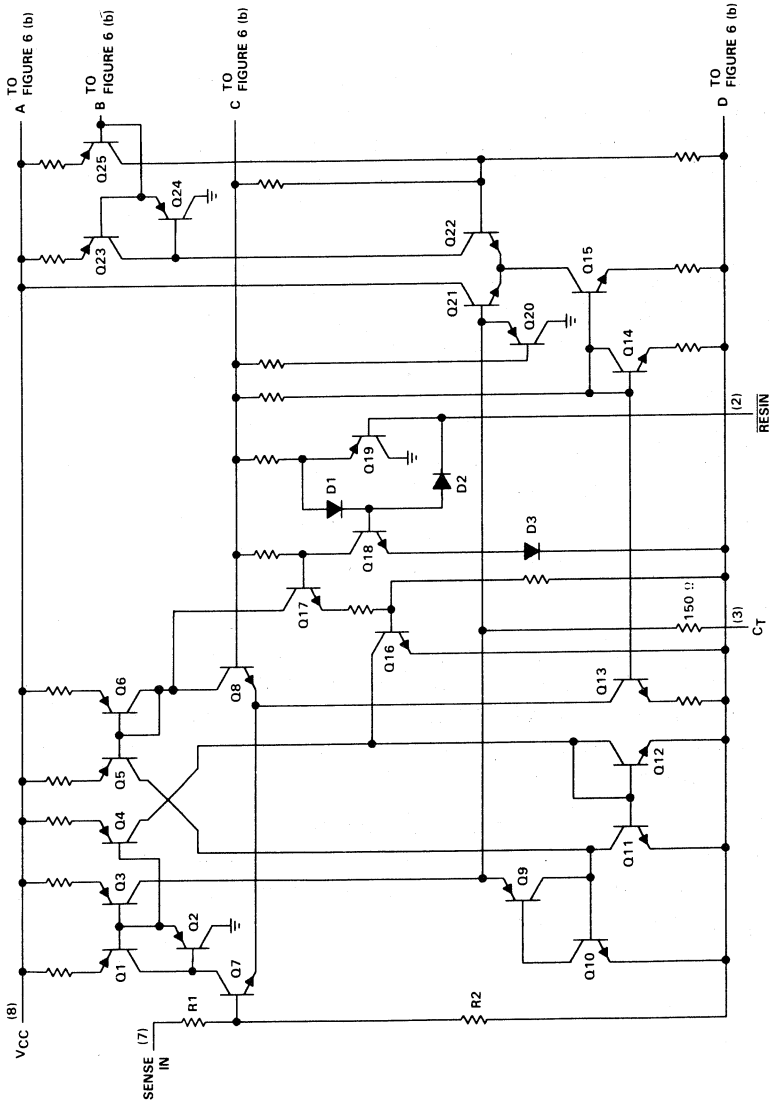 (8)
VCC
SENSE
IN
(7)
R1
R2
Q1
Q2
Q3
Q4
Q5
Q6
Q7
Q8
Q9
Q10
Q11
Q12
Q13
Q14
Q15
Q16
Q17
Q18
Q19
Q20
Q21
Q22
Q23
Q24
Q25
D1
D2
D3
150 Ω
(3)
CT
(2)
RESIN
A TO
FIGURE 6 (b)
B TO
FIGURE 6 (b)
C TO
FIGURE 6 (b)
D TO
FIGURE 6 (b)